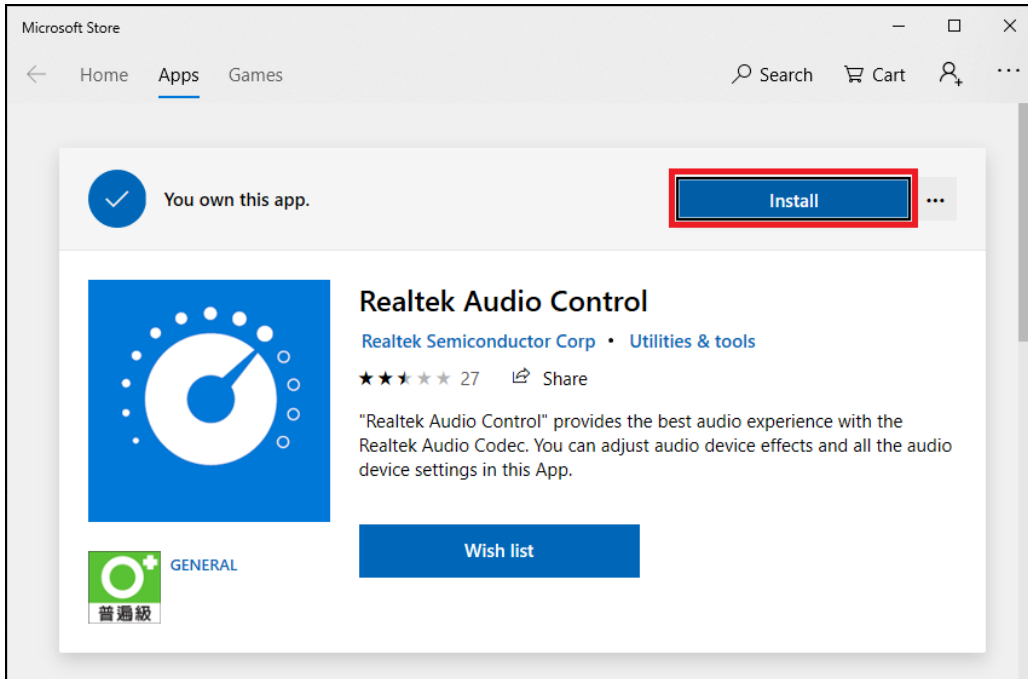 Microsoft Store
Home Apps Games Search Cart
You own this app. Install
Realtek Audio Control
Realtek Semiconductor Corp • Utilities & tools
27 Share
"Realtek Audio Control" provides the best audio experience with the
Realtek Audio Codec. You can adjust audio device effects and all the audio
device settings in this App.
Wish list
GENERAL
普遍級